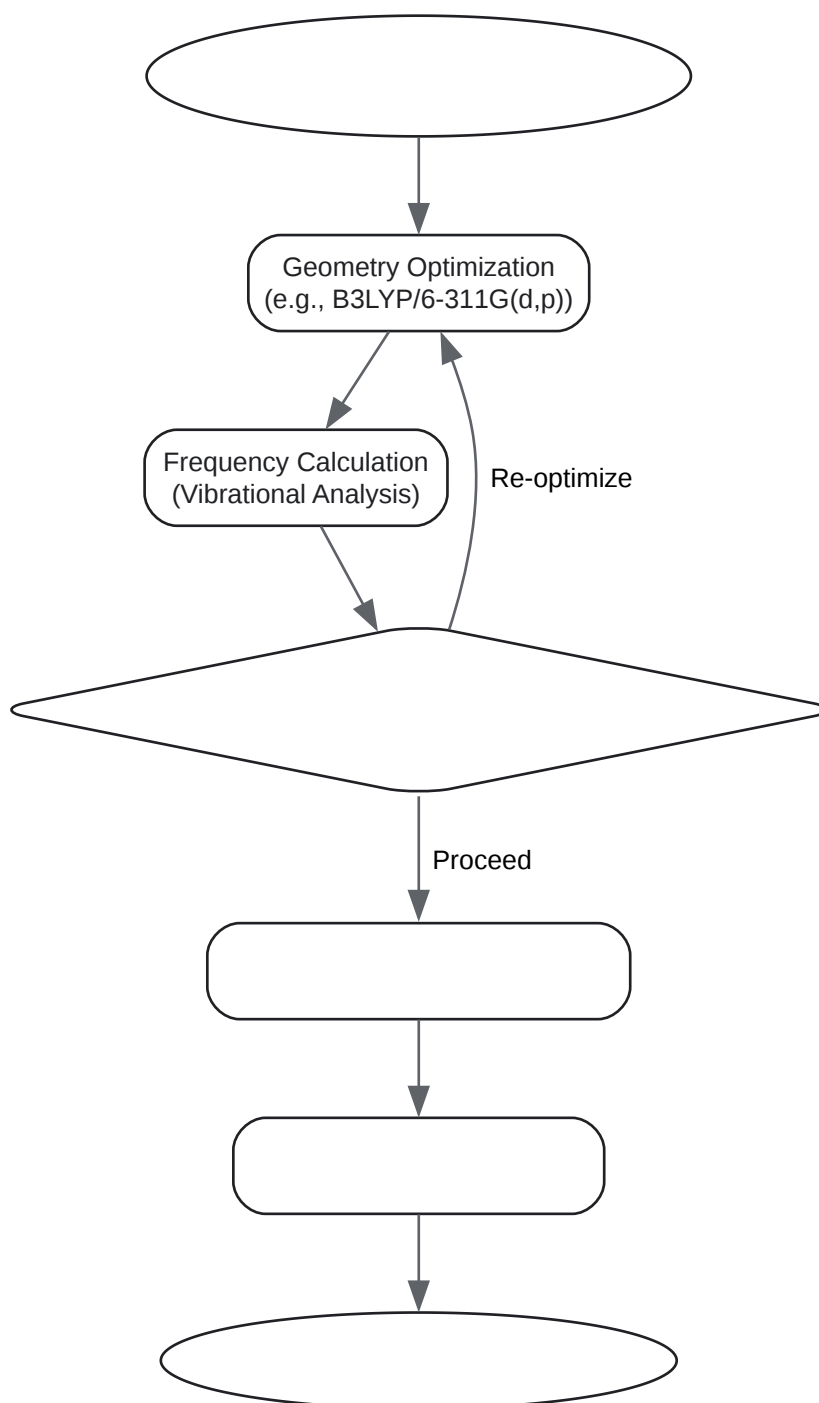 Geometry Optimization
(e.g., B3LYP/6-311G(d,p))
Frequency Calculation
(Vibrational Analysis)
Re-optimize
Proceed